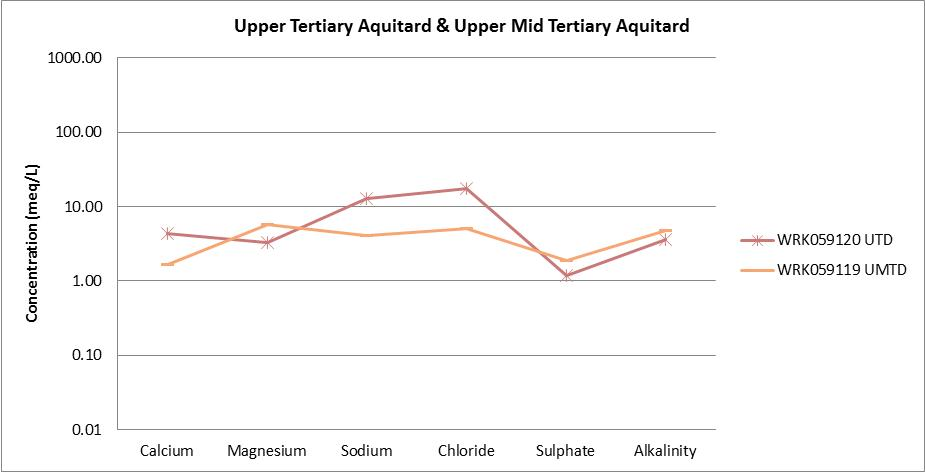 Upper Tertiary Aquitard & Upper Mid Tertiary Aquitard
1000.00
100.00
10.00
1.00
0.10
0.01
Concentration (meq/L)
Calcium Magnesium Sodium Chloride Sulphate Alkalinity
WRK059120 UTD
WRK059119 UMTD